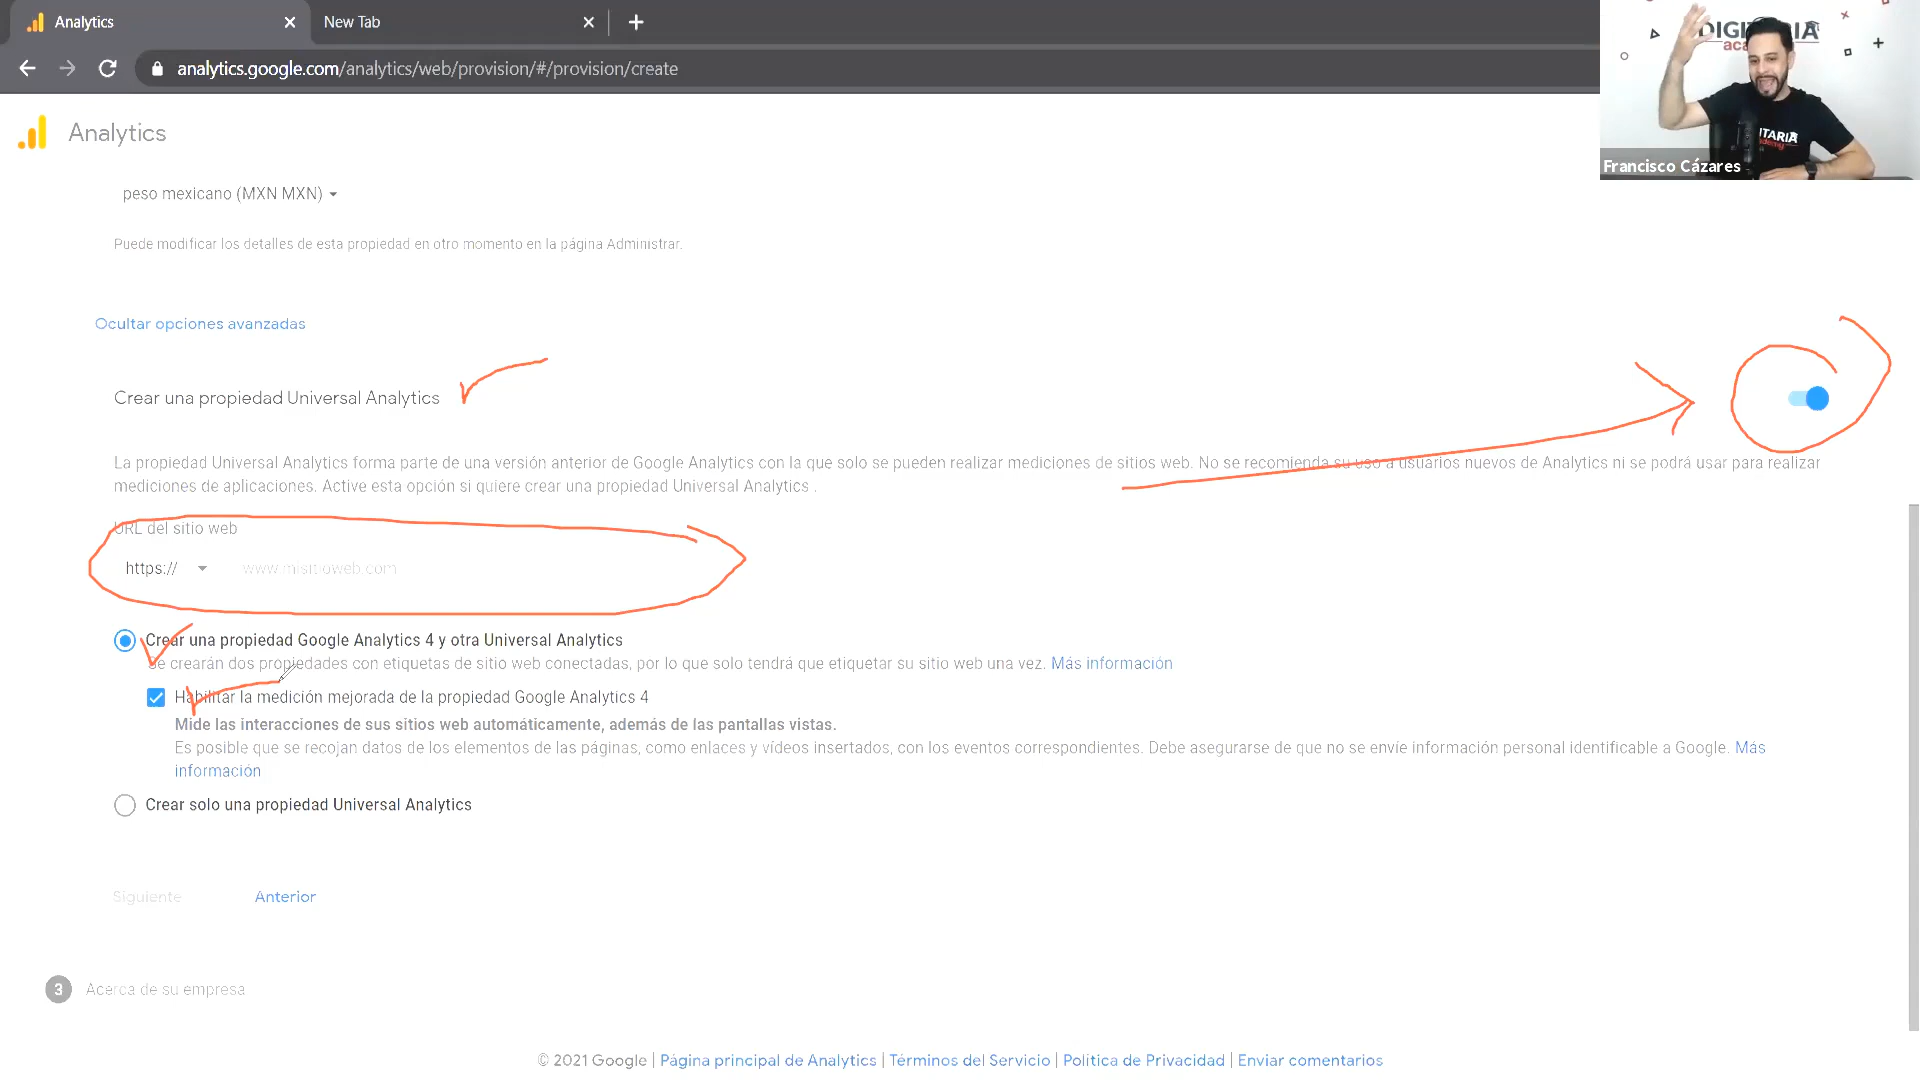 Analytics
New Tab
analytics.google.com/analytics/web/provision/#/provision/create
DIGITARIA
Francisco Cázares
Analytics
peso mexicano (MXN MXN)
Puede modificar los detalles de esta propiedad en otro momento en la página Administrar.
Ocultar opciones avanzadas
Crear una propiedad Universal Analytics
La propiedad Universal Analytics forma parte de una versión anterior de Google Analytics con la que solo se pueden realizar mediciones de sitios web. No se recomienda su uso a usuarios nuevos de Analytics ni se podrá usar para realizar
mediciones de aplicaciones. Active esta opción si quiere crear una propiedad Universal Analytics .
URL del sitio web
https:// www.misitioweb.com
Crear una propiedad Google Analytics 4 y otra Universal Analytics
Se crearán dos propiedades con etiquetas de sitio web conectadas, por lo que solo tendrá que etiquetar su sitio web una vez. Más información
Habilitar la medición mejorada de la propiedad Google Analytics 4
Mide las interacciones de sus sitios web automáticamente, además de las pantallas vistas.
Es posible que se recojan datos de los elementos de las páginas, como enlaces y vídeos insertados, con los eventos correspondientes. Debe asegurarse de que no se envíe información personal identificable a Google. Más
información
Crear solo una propiedad Universal Analytics
Siguiente Anterior
3 Acerca de su empresa
© 2021 Google | Página principal de Analytics | Términos del Servicio | Política de Privacidad | Enviar comentarios